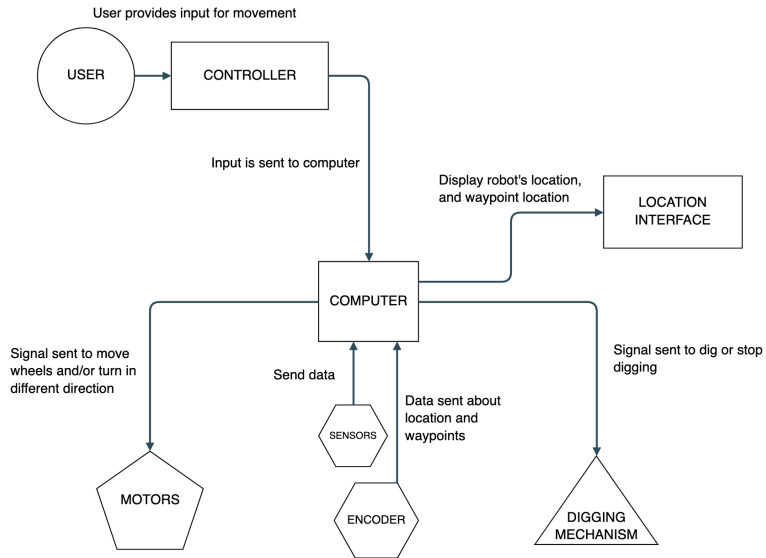 User provides input for movement
USER
CONTROLLER
Input is sent to computer
Display robot's location,
and waypoint location
LOCATION
INTERFACE
COMPUTER
Signal sent to move
wheels and/or turn in
different direction
Signal sent to dig or stop
digging
Send data
Data sent about
location and
waypoints
SENSORS
MOTORS
ENCODER
DIGGING
MECHANISM